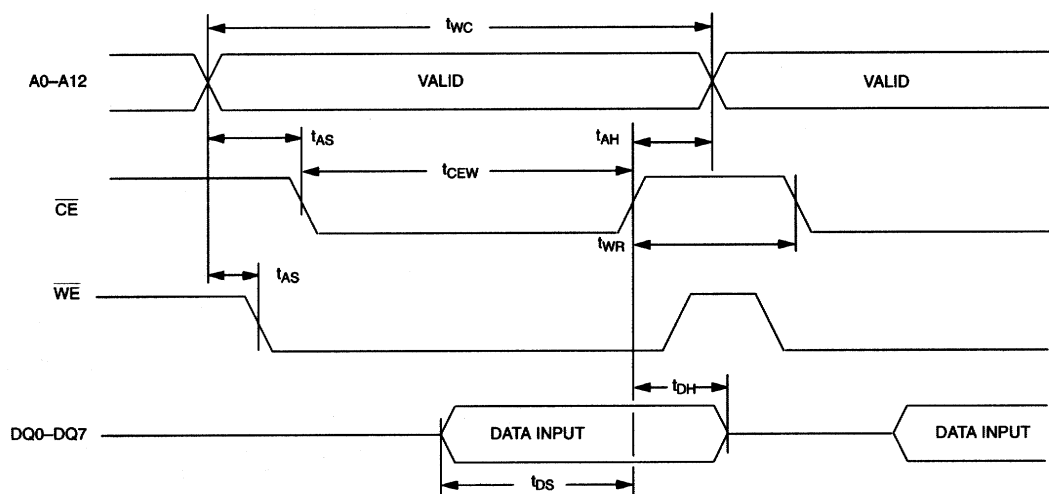 tWC
A0–A12
VALID
VALID
tAS
tAH
tCEW
CE
tWR
tAS
WE
tDH
DQ0–DQ7
DATA INPUT
DATA INPUT
tDS